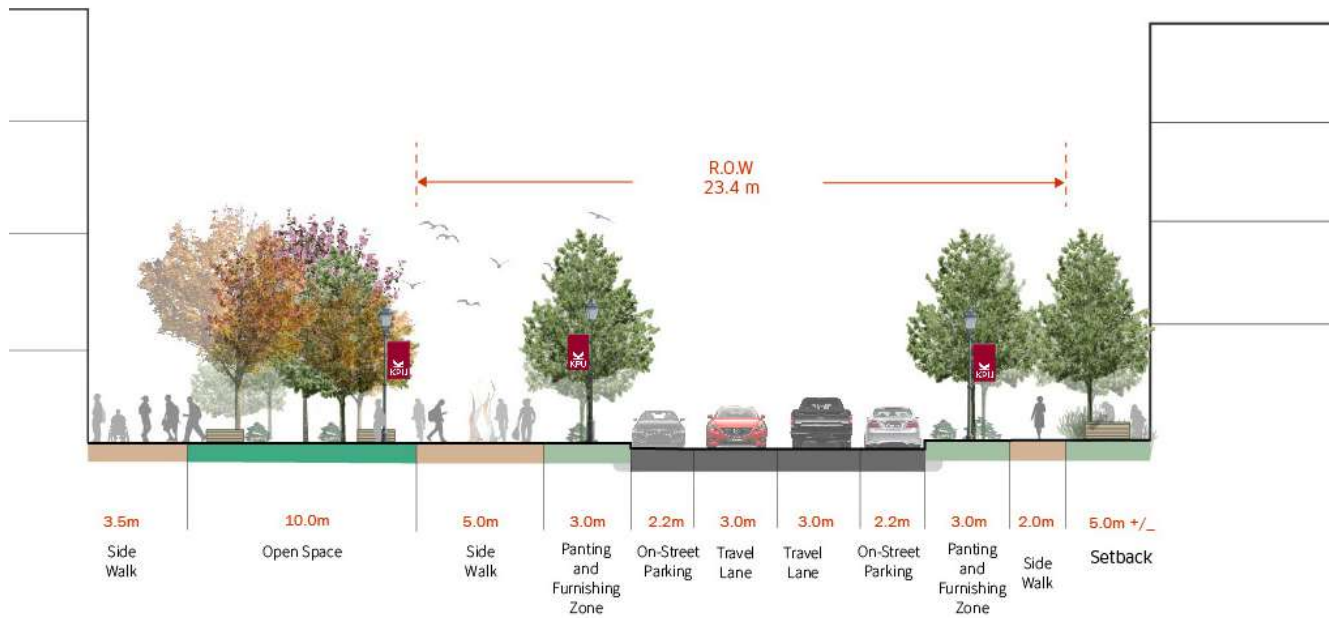 R.O.W
23.4 m
KPU
KPU
KPU
3.5m
10.0m
5.0m
3.0m
2.2m
3.0m
3.0m
2.2m
3.0m
2.0m
5.0m +/_
Side
Walk
Open Space
Side
Walk
Panting
and
Furnishing
Zone
On-Street
Parking
Travel
Lane
Travel
Lane
On-Street
Parking
Panting
and
Furnishing
Zone
Side
Walk
Setback